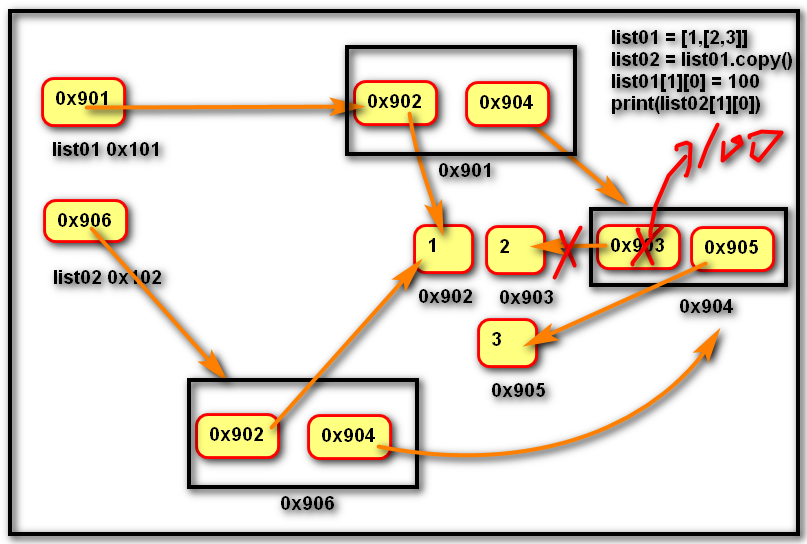 list01 = [1,[2,3]]
list02 = list01.copy()
list01[1][0] = 100
print(list02[1][0])
0x901
0x902
0x904
list01 0x101
0x901
0x906
list02 0x102
1
0x902
2
0x903
0x903
0x905
0x904
3
0x905
0x902
0x904
0x906